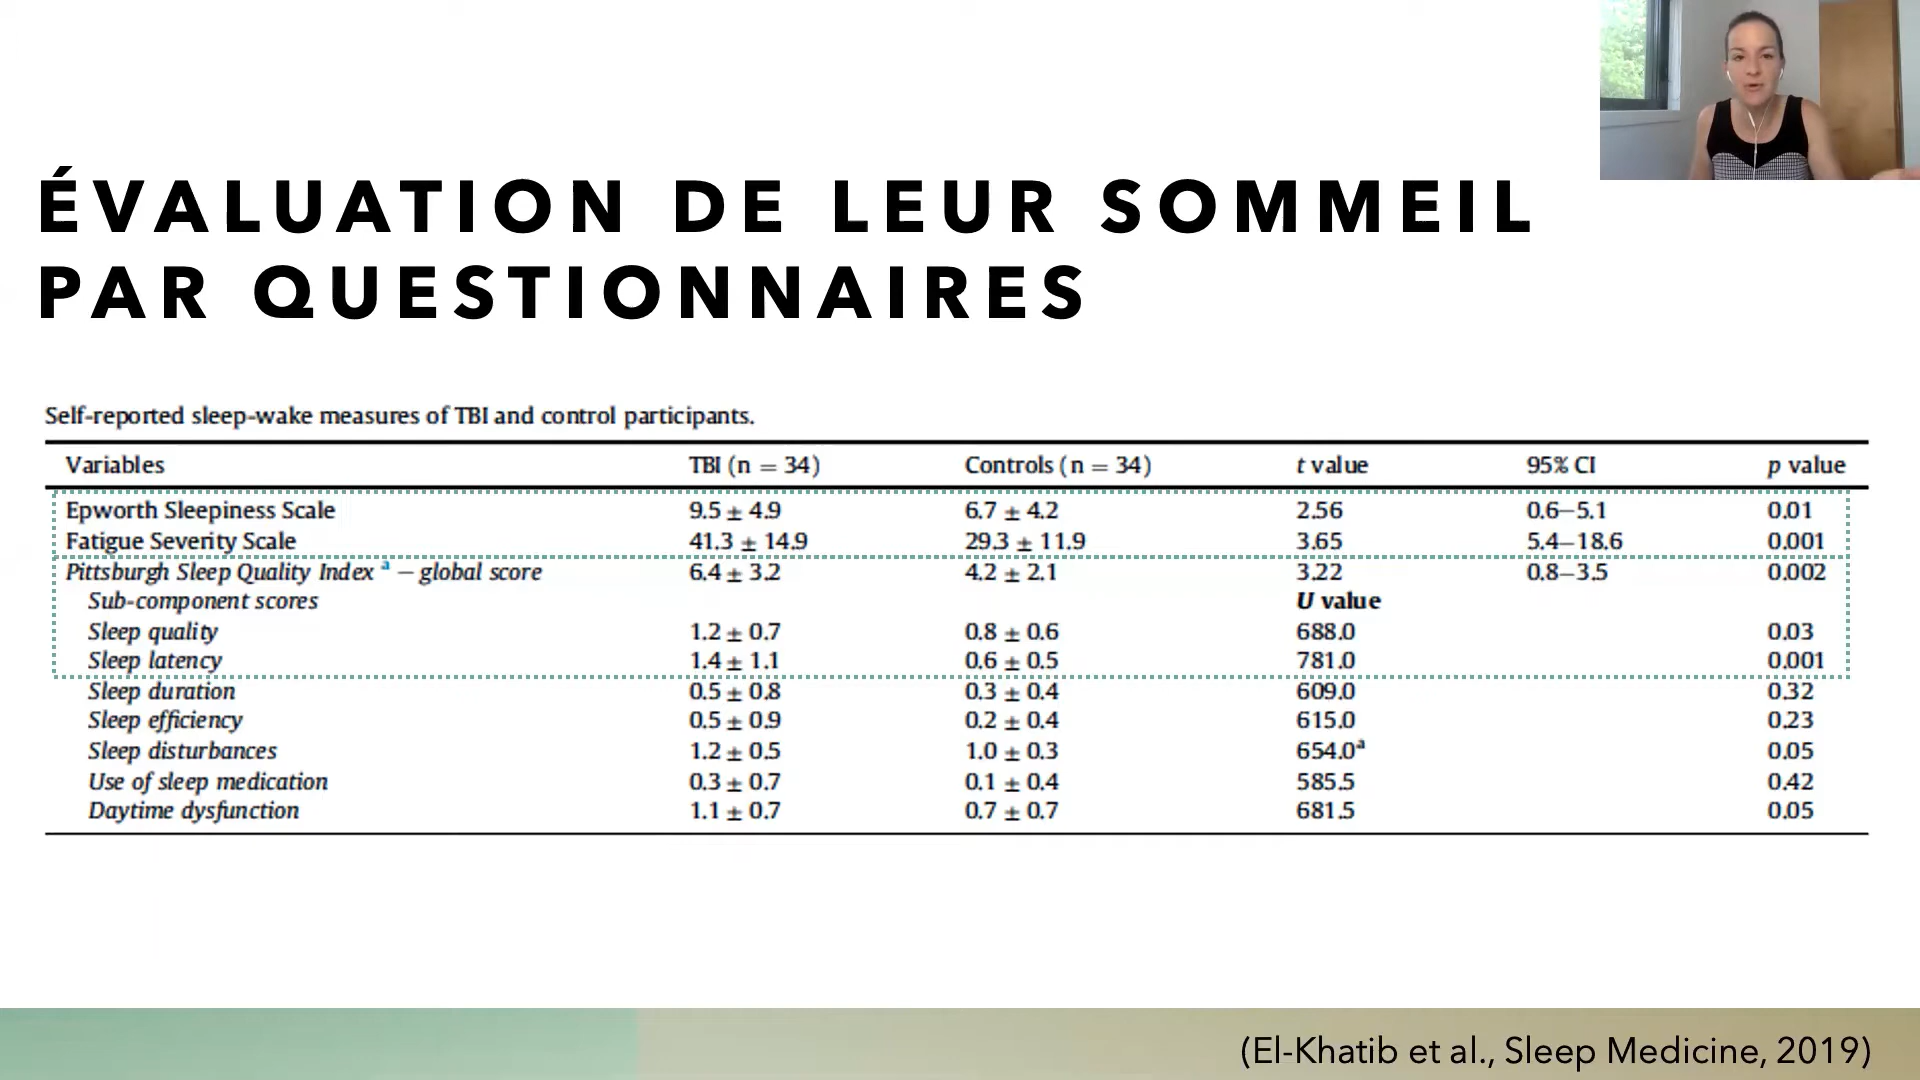 ÉVALUATION DE LEUR SOMMEIL
PAR QUESTIONNAIRES
Self-reported sleep-wake measures of TBI and control participants.
Variables TBI (n = 34) Controls (n = 34) t value 95% CI p value
Epworth Sleepiness Scale 9.5 ± 4.9 6.7 ± 4.2 2.56 0.6–5.1 0.01
Fatigue Severity Scale 41.3 ± 14.9 29.3 ± 11.9 3.65 5.4–18.6 0.001
Pittsburgh Sleep Quality Index a – global score 6.4 ± 3.2 4.2 ± 2.1 3.22 0.8–3.5 0.002
Sub-component scores U value
Sleep quality 1.2 ± 0.7 0.8 ± 0.6 688.0 0.03
Sleep latency 1.4 ± 1.1 0.6 ± 0.5 781.0 0.001
Sleep duration 0.5 ± 0.8 0.3 ± 0.4 609.0 0.32
Sleep efficiency 0.5 ± 0.9 0.2 ± 0.4 615.0 0.23
Sleep disturbances 1.2 ± 0.5 1.0 ± 0.3 654.0a 0.05
Use of sleep medication 0.3 ± 0.7 0.1 ± 0.4 585.5 0.42
Daytime dysfunction 1.1 ± 0.7 0.7 ± 0.7 681.5 0.05
(El-Khatib et al., Sleep Medicine, 2019)